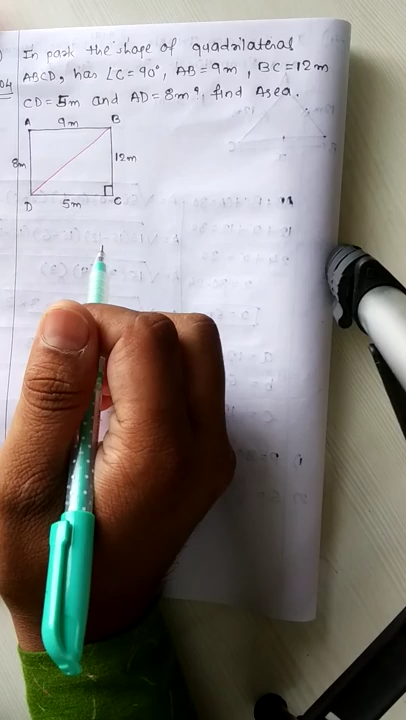 In park the shape of quadrilateral
04 ABCD, has ∠C = 90°, AB = 9m, BC = 12m
CD = 5m and AD = 8m?, find Area.
A 9m B
8m 12m
D 5m C